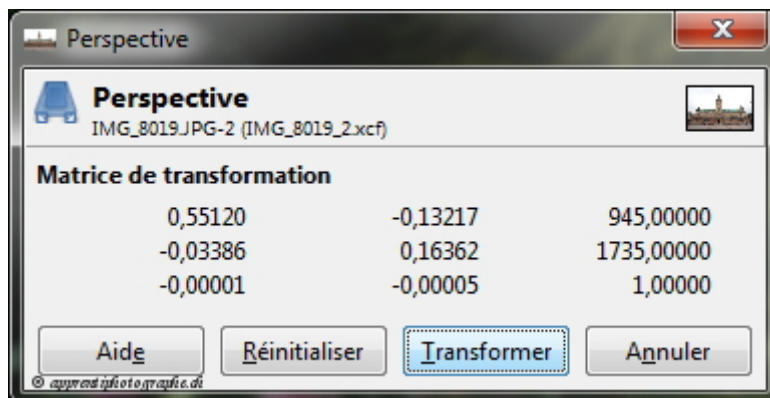 Perspective
Perspective
IMG_8019.JPG-2 (IMG_8019_2.xcf)
Matrice de transformation
0,55120 -0,13217 945,00000
-0,03386 0,16362 1735,00000
-0,00001 -0,00005 1,00000
Aide Réinitialiser Transformer Annuler
© apprentiphotographe.di